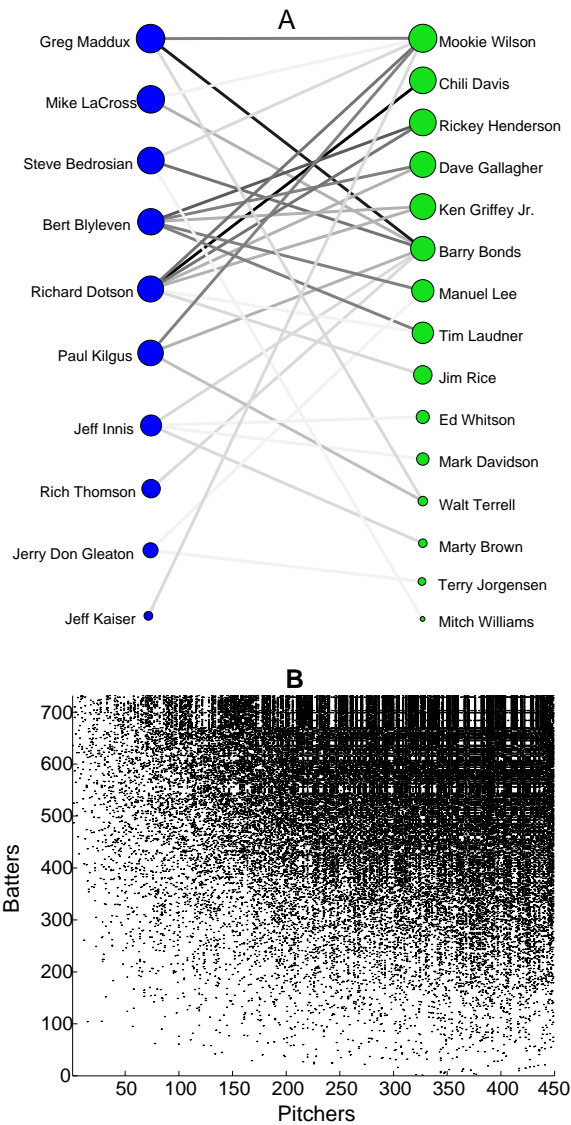 A
Greg Maddux
Mike LaCross
Steve Bedrosian
Bert Blyleven
Richard Dotson
Paul Kilgus
Jeff Innis
Rich Thomson
Jerry Don Gleaton
Jeff Kaiser
Mookie Wilson
Chili Davis
Rickey Henderson
Dave Gallagher
Ken Griffey Jr.
Barry Bonds
Manuel Lee
Tim Laudner
Jim Rice
Ed Whitson
Mark Davidson
Walt Terrell
Marty Brown
Terry Jorgensen
Mitch Williams
B
Batters
700
600
500
400
300
200
100
0
50 100 150 200 250 300 350 400 450
Pitchers